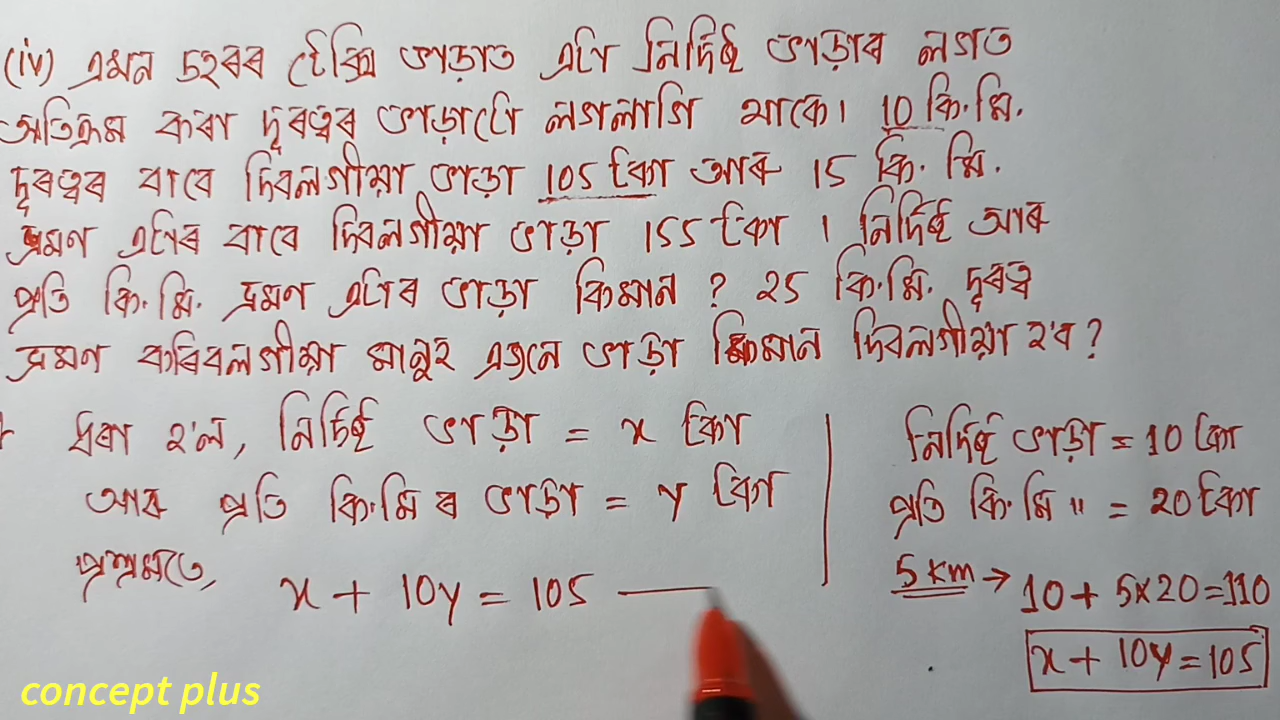 (iv) এখন চহৰৰ টেক্সি ভাড়াত এটা নিৰ্দিষ্ট ভাড়াৰ লগত
অতিক্ৰম কৰা দূৰত্বৰ ভাড়াটো লগলাগি থাকে। 10 কি.মি.
দূৰত্বৰ বাবে দিবলগীয়া ভাড়া 105 টকা আৰু 15 কি. মি.
ভ্ৰমণ এটাৰ বাবে দিবলগীয়া ভাড়া 155 টকা । নিৰ্দিষ্ট আৰু
প্ৰতি কি.মি. ভ্ৰমণ এটাৰ ভাড়া কিমান ? 25 কি.মি. দূৰত্ব
ভ্ৰমণ কৰিবলগীয়া মানুহ এজনে ভাড়া কিমান দিবলগীয়া হ'ব ?
ধৰা হ'ল, নিৰ্দিষ্ট ভাড়া = x টকা
আৰু প্ৰতি কি.মি ৰ ভাড়া = y টকা
প্ৰশ্নমতে, x + 10y = 105 —
নিৰ্দিষ্ট ভাড়া = 10 টকা
প্ৰতি কি.মি " = 20 টকা
5 km → 10 + 5×20 = 110
x + 10y = 105
concept plus